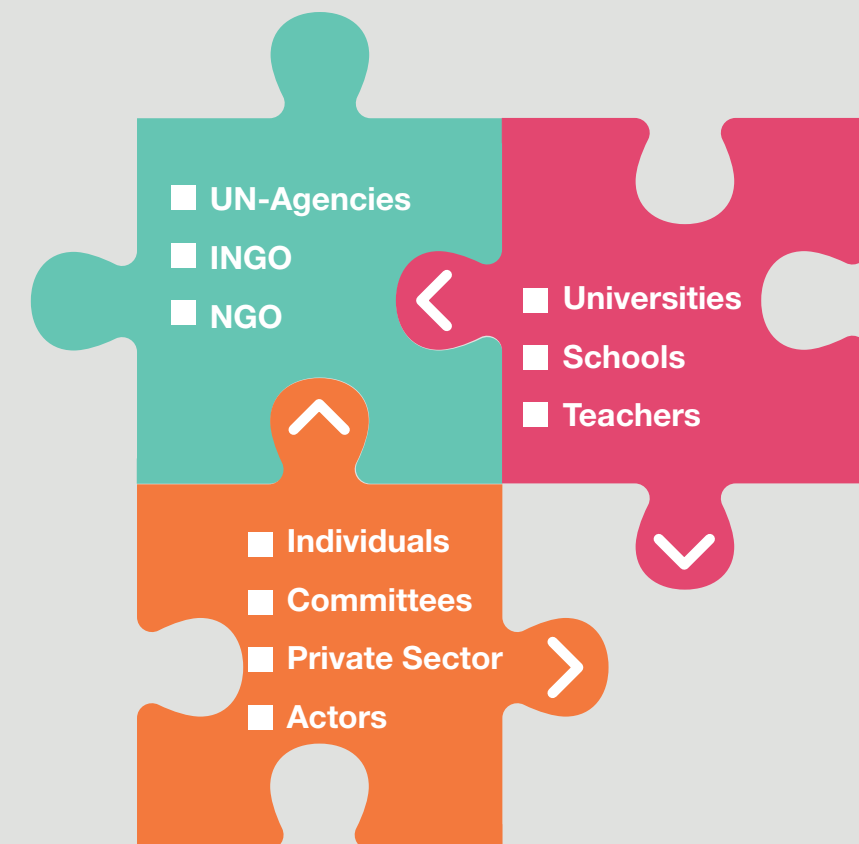 UN-Agencies
INGO
NGO
Universities
Schools
Teachers
Individuals
Committees
Private Sector
Actors